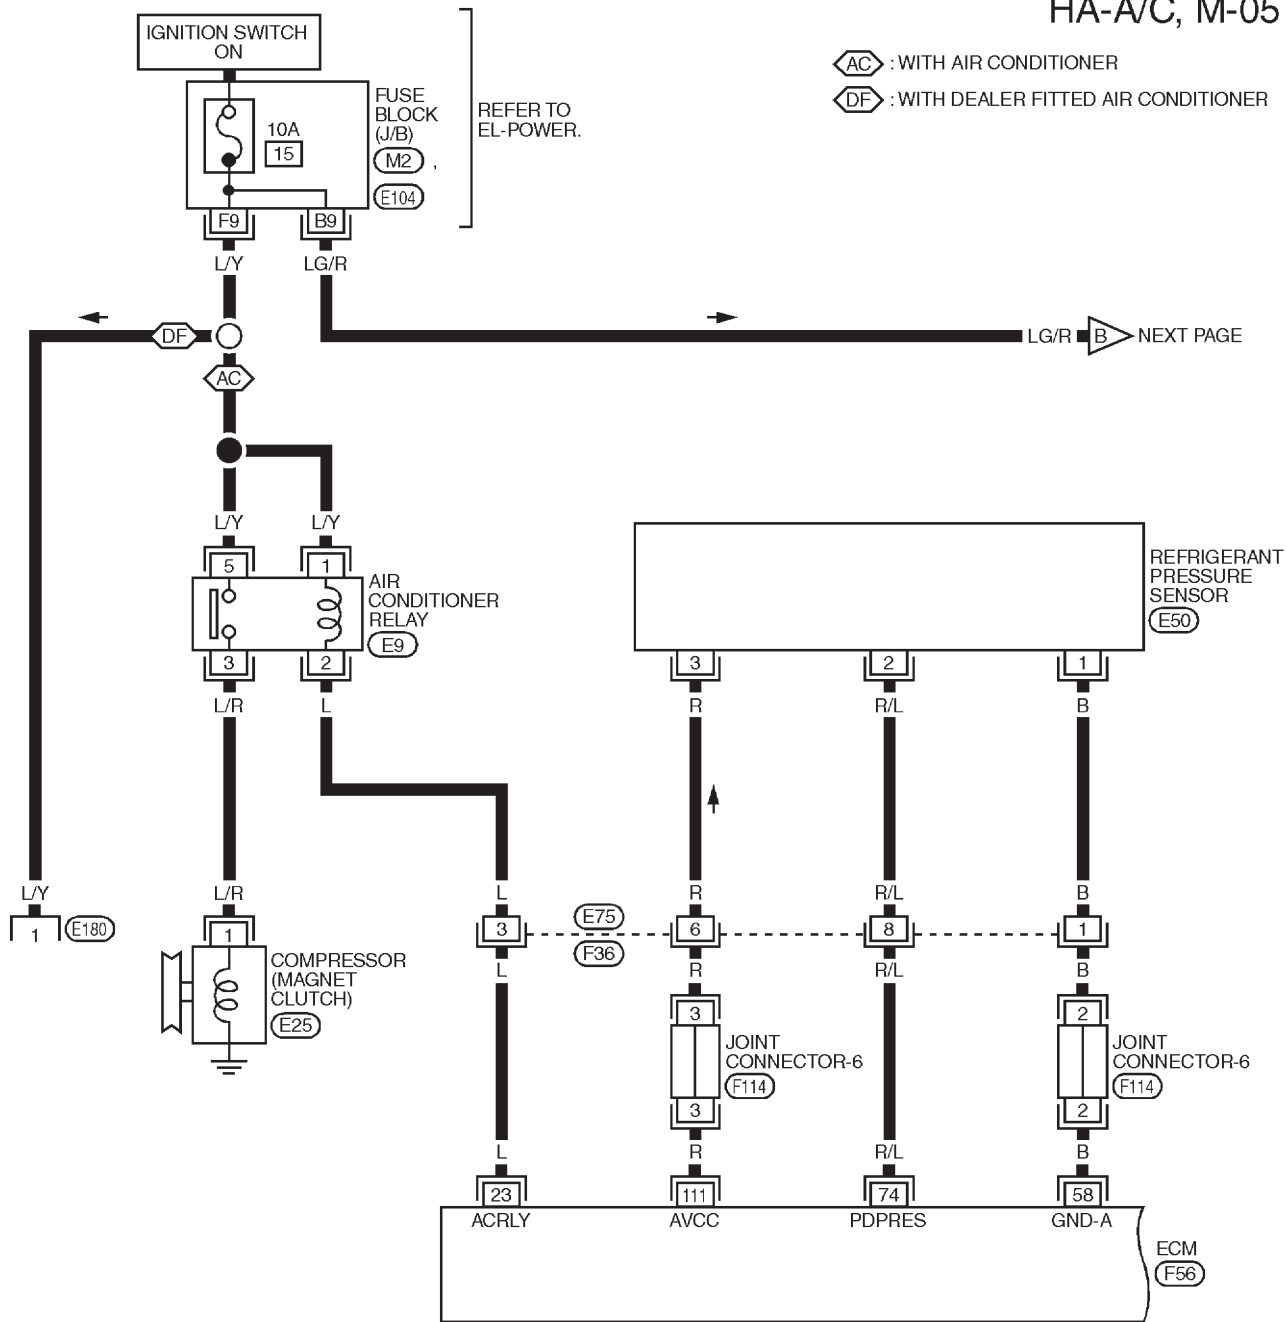 HA-A/C, M-05
IGNITION SWITCH
ON
AC : WITH AIR CONDITIONER
DF : WITH DEALER FITTED AIR CONDITIONER
10A
15
FUSE
BLOCK
(J/B)
M2 ,
E104
REFER TO
EL-POWER.
F9
B9
L/Y
LG/R
DF
AC
LG/R
B
NEXT PAGE
L/Y
L/Y
5
1
AIR
CONDITIONER
RELAY
E9
3
2
L/R
L
REFRIGERANT
PRESSURE
SENSOR
E50
3
2
1
R
R/L
B
L/Y
1
E180
L/R
1
COMPRESSOR
(MAGNET
CLUTCH)
E25
L
R
R/L
B
3
E75
F36
6
8
1
L
R
R/L
B
3
JOINT
CONNECTOR-6
F114
3
2
JOINT
CONNECTOR-6
F114
2
L
R
R/L
B
23
111
74
58
ACRLY
AVCC
PDPRES
GND-A
ECM
F56